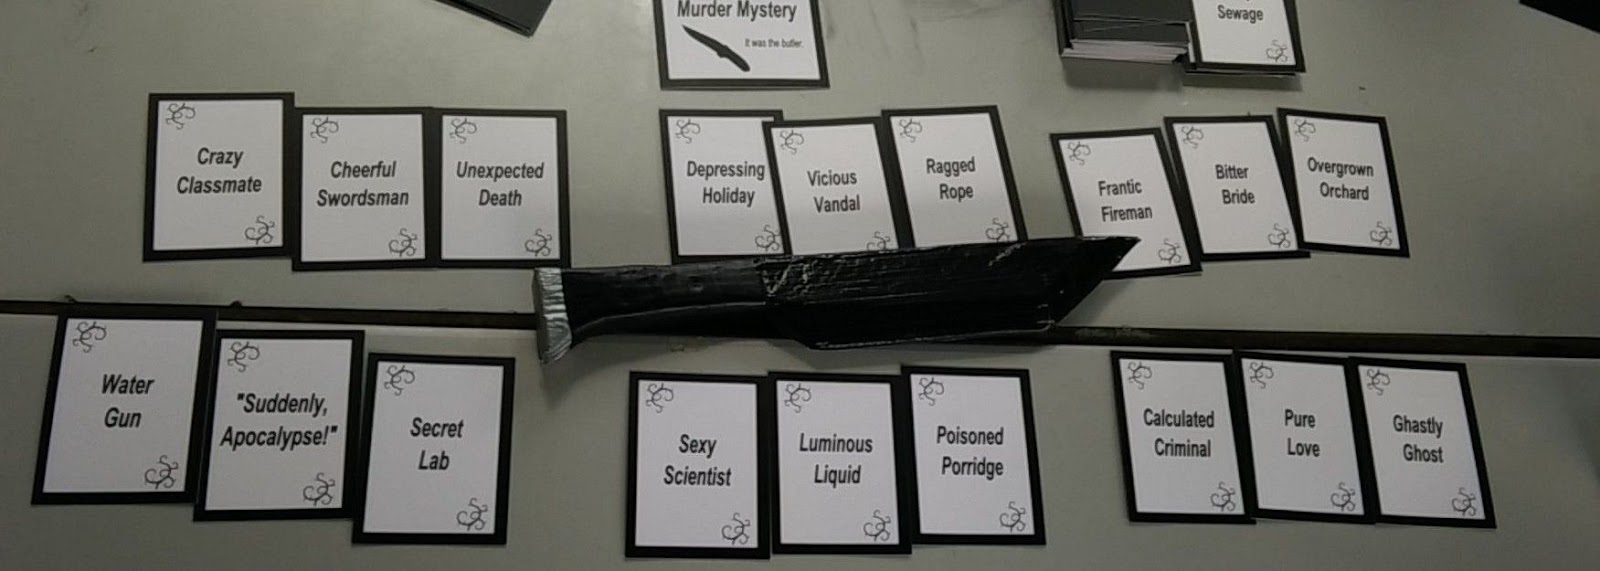 Murder Mystery
It was the butler.
Sewage
Crazy
Classmate
Cheerful
Swordsman
Unexpected
Death
Depressing
Holiday
Vicious
Vandal
Ragged
Rope
Frantic
Fireman
Bitter
Bride
Overgrown
Orchard
Water
Gun
"Suddenly,
Apocalypse!"
Secret
Lab
Sexy
Scientist
Luminous
Liquid
Poisoned
Porridge
Calculated
Criminal
Pure
Love
Ghastly
Ghost